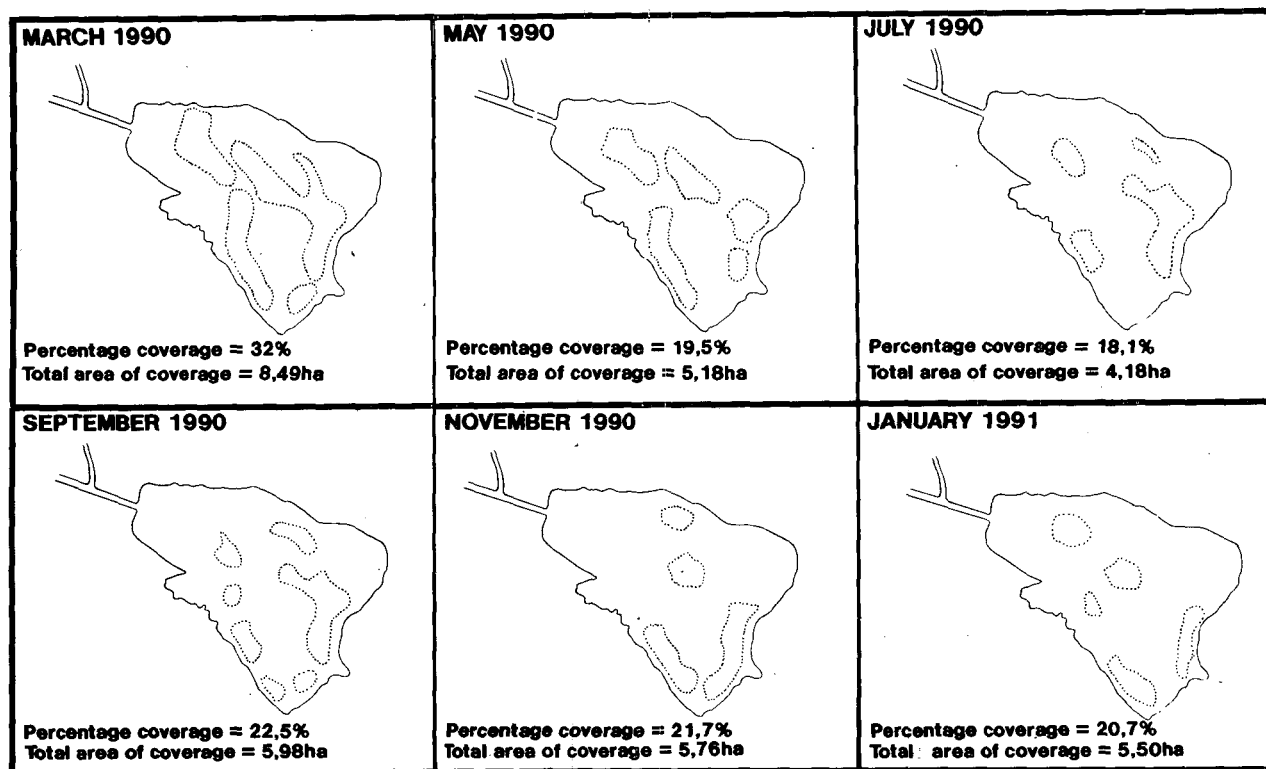 MARCH 1990
Percentage coverage = 32%
Total area of coverage = 8,49ha
MAY 1990
Percentage coverage = 19,5%
Total area of coverage = 5,18ha
JULY 1990
Percentage coverage = 18,1%
Total area of coverage = 4,18ha
SEPTEMBER 1990
Percentage coverage = 22,5%
Total area of coverage = 5,98ha
NOVEMBER 1990
Percentage coverage = 21,7%
Total area of coverage = 5,76ha
JANUARY 1991
Percentage coverage = 20,7%
Total area of coverage = 5,50ha